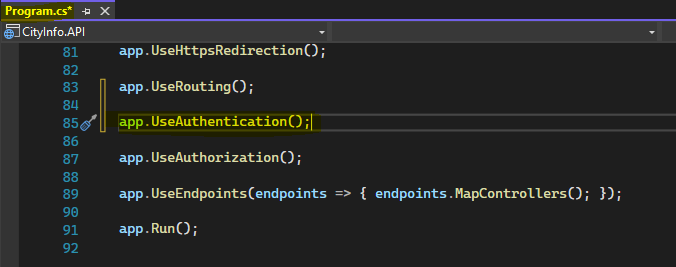 Program.cs*
CityInfo.API
81 app.UseHttpsRedirection();
82
83 app.UseRouting();
84
85 app.UseAuthentication();
86
87 app.UseAuthorization();
88
89 app.UseEndpoints(endpoints => { endpoints.MapControllers(); });
90
91 app.Run();
92